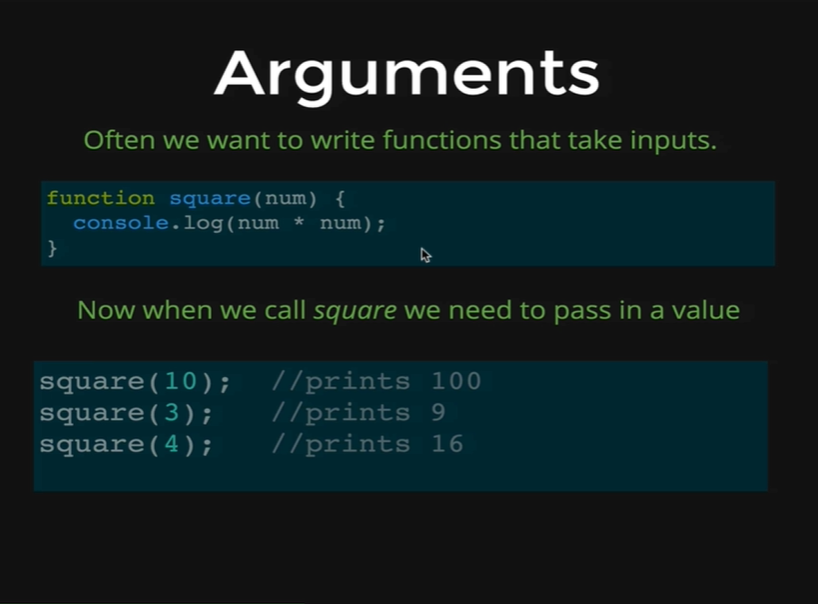 Arguments
Often we want to write functions that take inputs.
function square(num) {
  console.log(num * num);
}
Now when we call square we need to pass in a value
square(10);  //prints 100
square(3);   //prints 9
square(4);   //prints 16